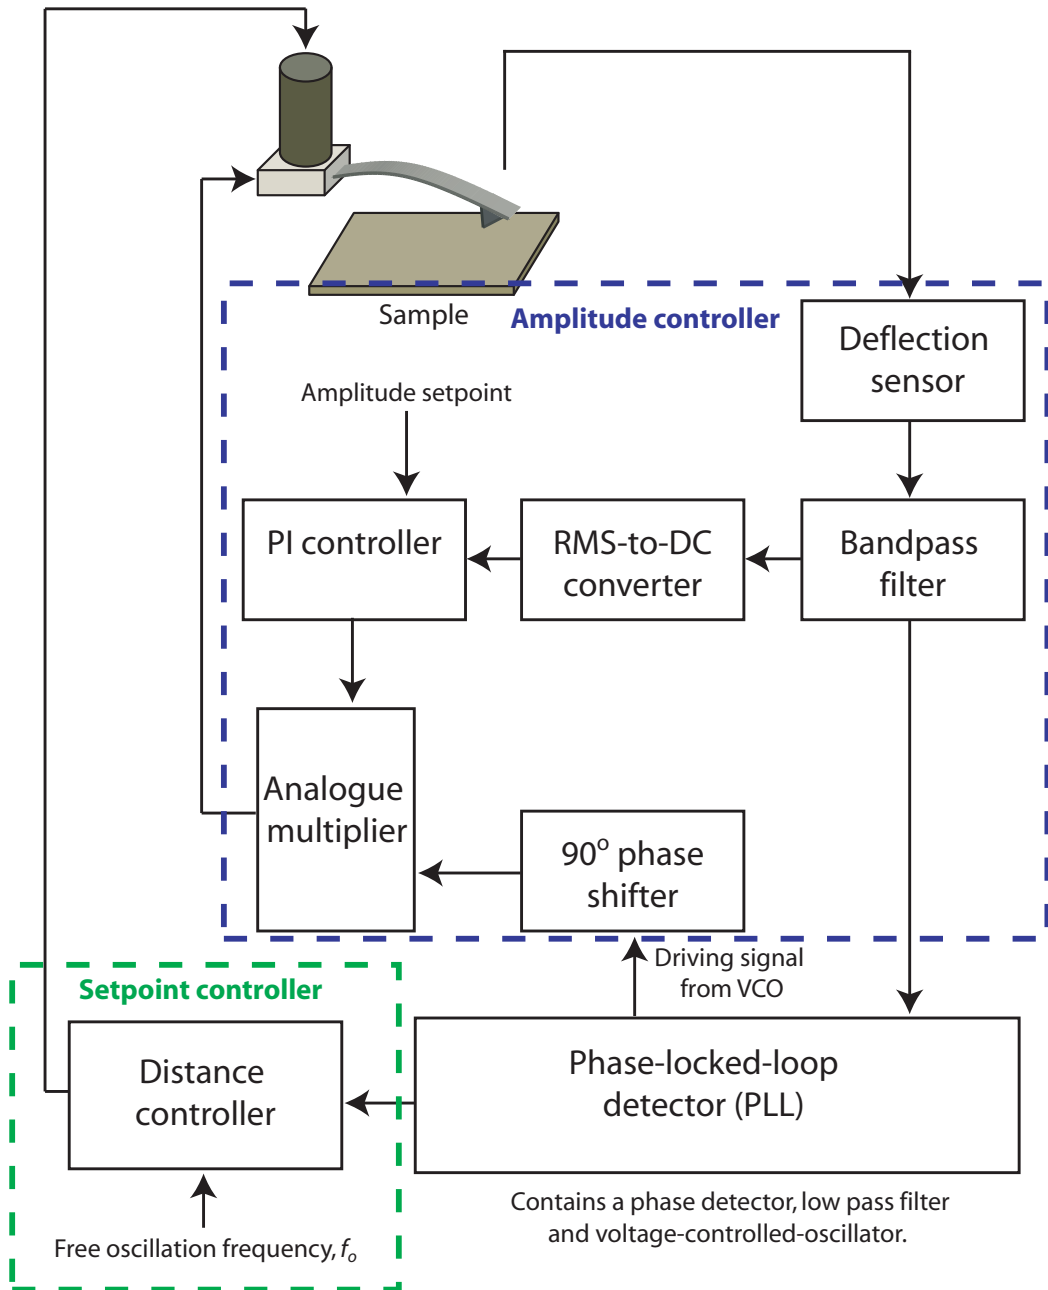 Sample
Amplitude controller
Deflection
sensor
Amplitude setpoint
PI controller
RMS-to-DC
converter
Bandpass
filter
Analogue
multiplier
90° phase
shifter
Driving signal
from VCO
Setpoint controller
Distance
controller
Phase-locked-loop
detector (PLL)
Free oscillation frequency, fo
Contains a phase detector, low pass filter
and voltage-controlled-oscillator.